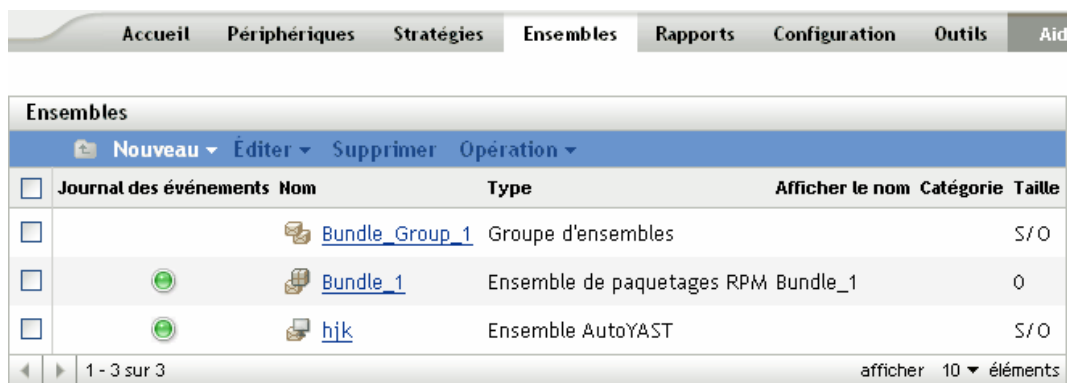 Accueil Périphériques Stratégies Ensembles Rapports Configuration Outils Aid
Ensembles
Nouveau Éditer Supprimer Opération
Journal des événements Nom Type Afficher le nom Catégorie Taille
Bundle_Group_1 Groupe d'ensembles S/O
Bundle_1 Ensemble de paquetages RPM Bundle_1 0
hjk Ensemble AutoYAST S/O
1 - 3 sur 3 afficher 10 éléments